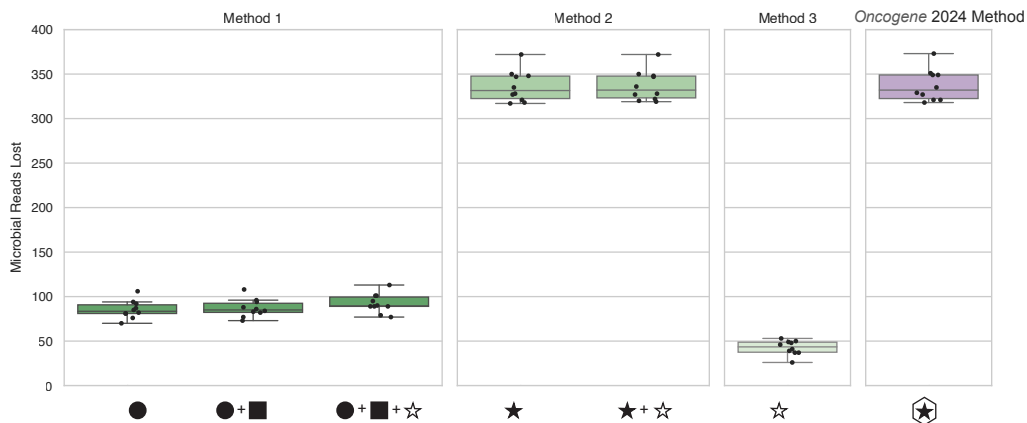 Method 1
Method 2
Method 3
Oncogene 2024 Method
Microbial Reads Lost
400
350
300
250
200
150
100
50
0
+
+ +
+